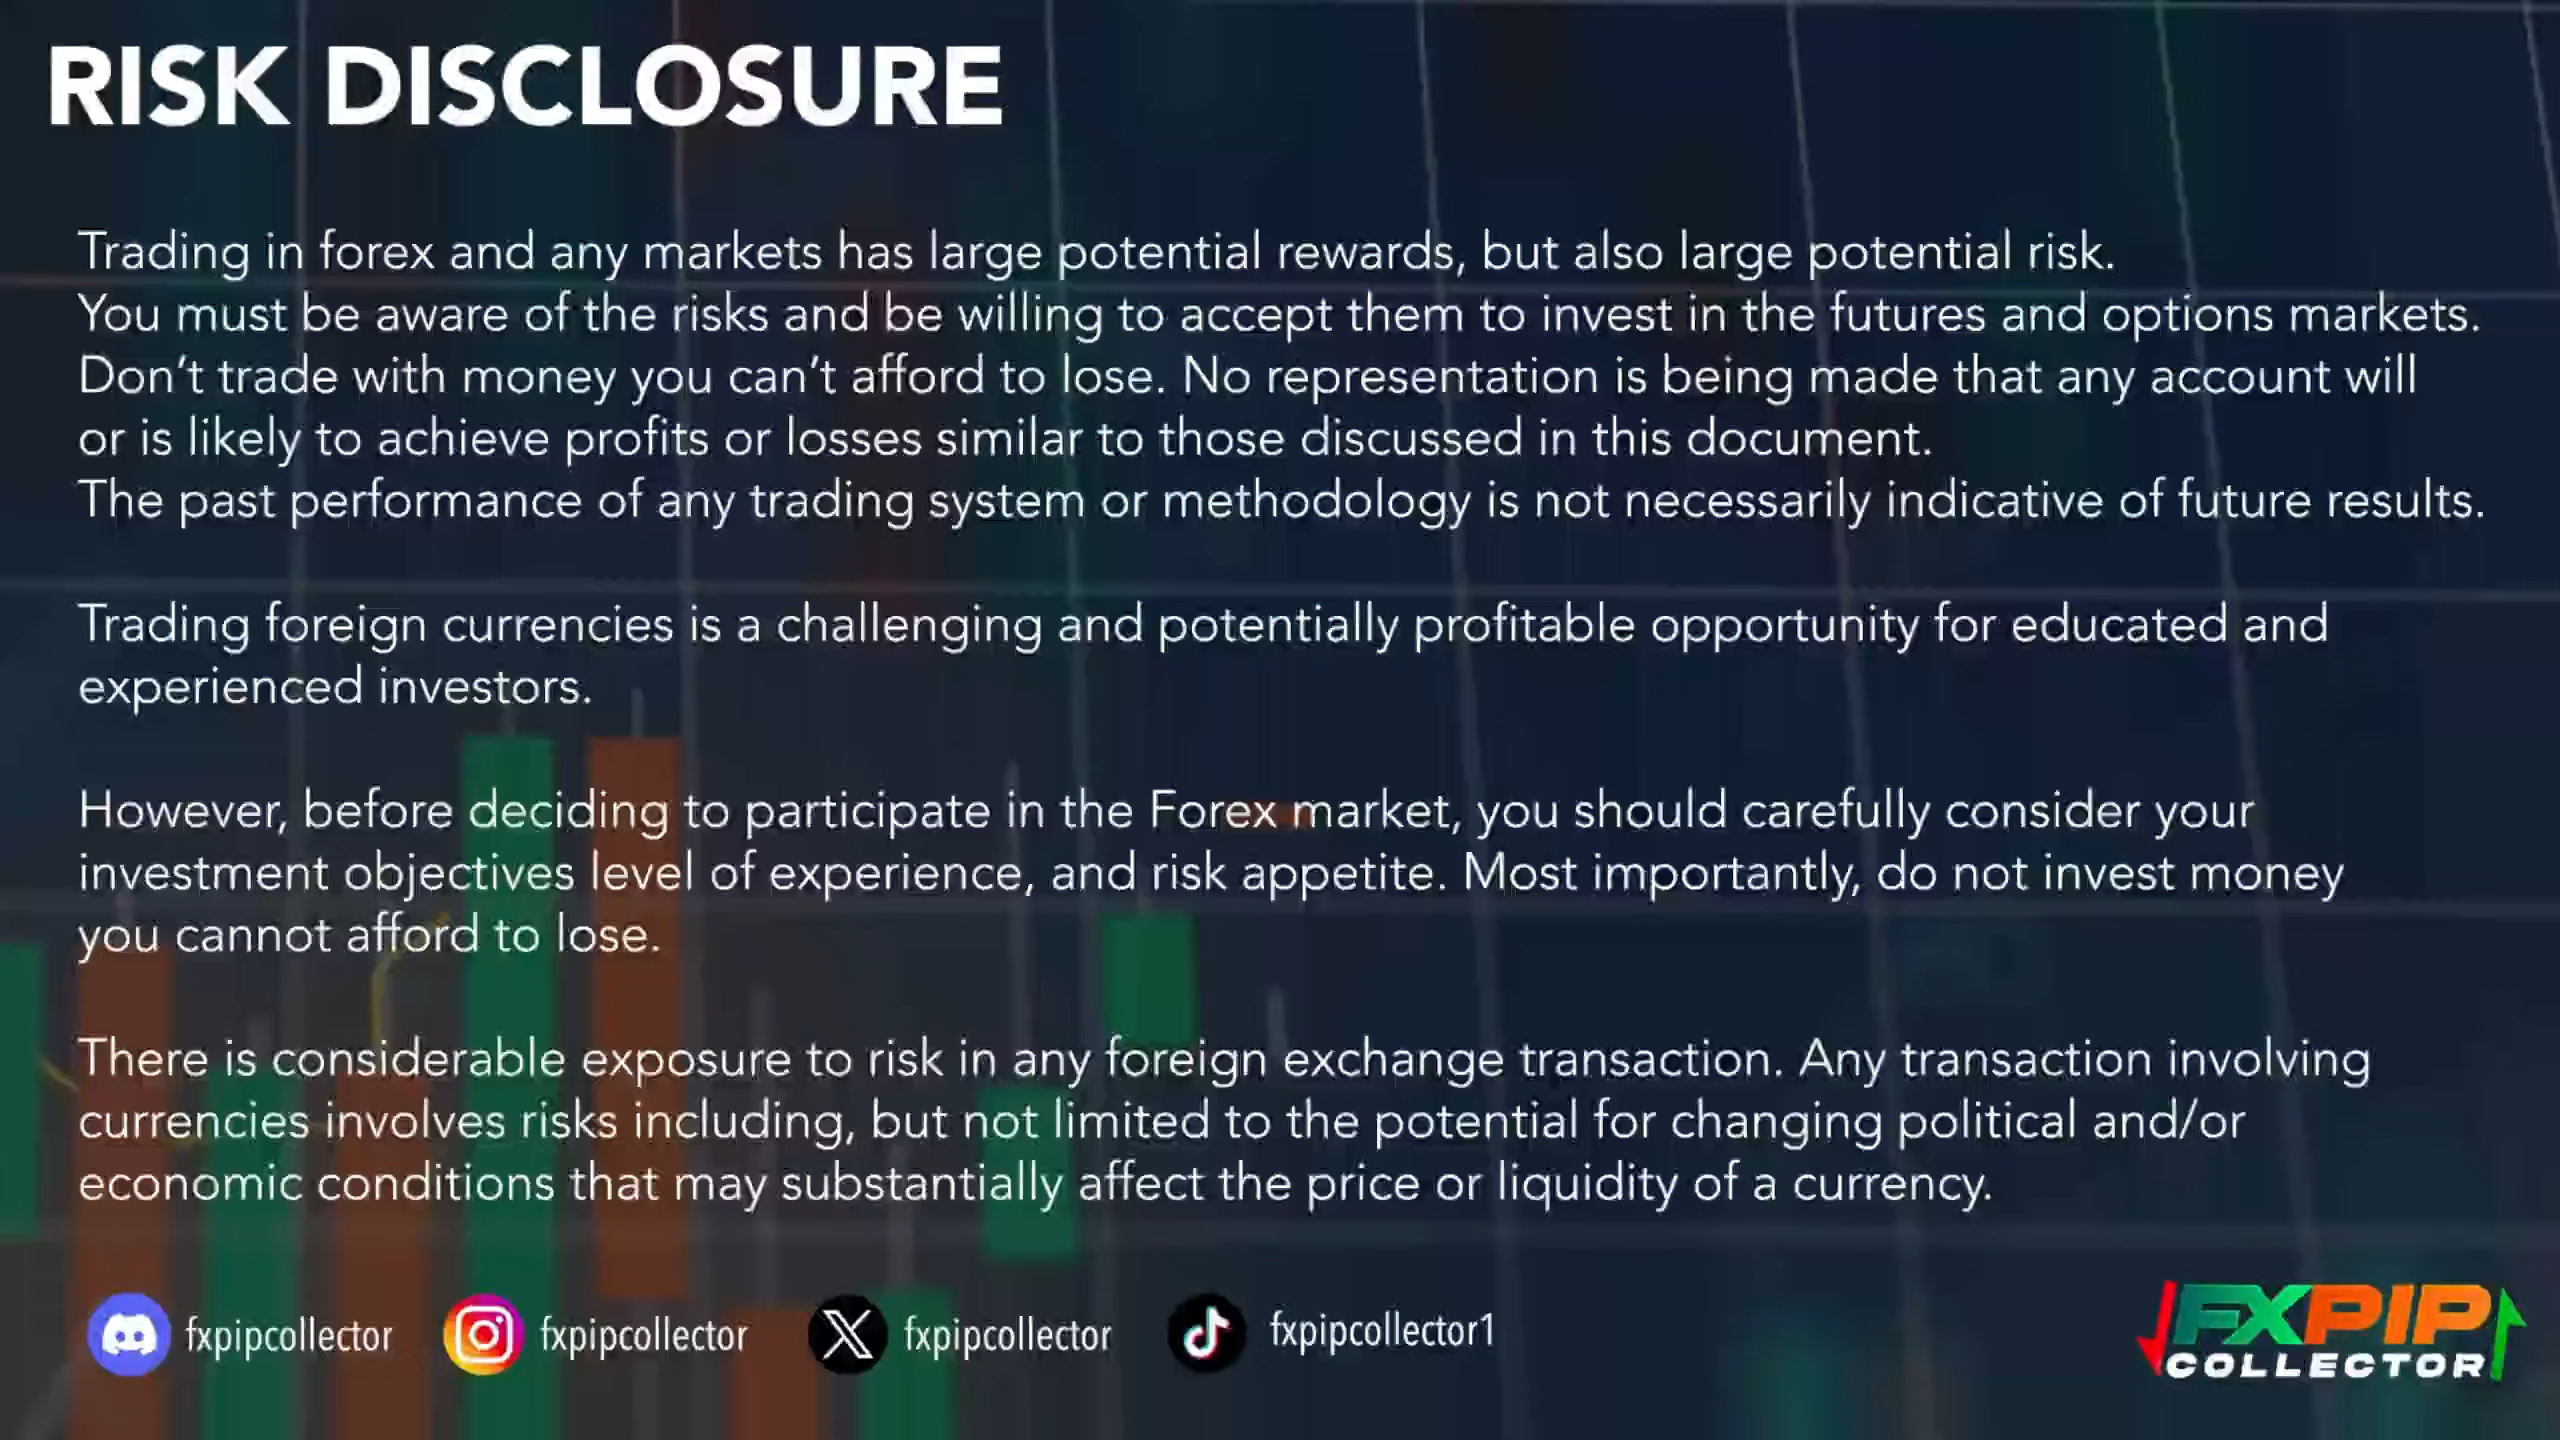 RISK DISCLOSURE
Trading in forex and any markets has large potential rewards, but also large potential risk.
You must be aware of the risks and be willing to accept them to invest in the futures and options markets.
Don’t trade with money you can’t afford to lose. No representation is being made that any account will
or is likely to achieve profits or losses similar to those discussed in this document.
The past performance of any trading system or methodology is not necessarily indicative of future results.
Trading foreign currencies is a challenging and potentially profitable opportunity for educated and
experienced investors.
However, before deciding to participate in the Forex market, you should carefully consider your
investment objectives level of experience, and risk appetite. Most importantly, do not invest money
you cannot afford to lose.
There is considerable exposure to risk in any foreign exchange transaction. Any transaction involving
currencies involves risks including, but not limited to the potential for changing political and/or
economic conditions that may substantially affect the price or liquidity of a currency.
fxpipcollector fxpipcollector fxpipcollector fxpipcollector1
FXPIP
COLLECTOR